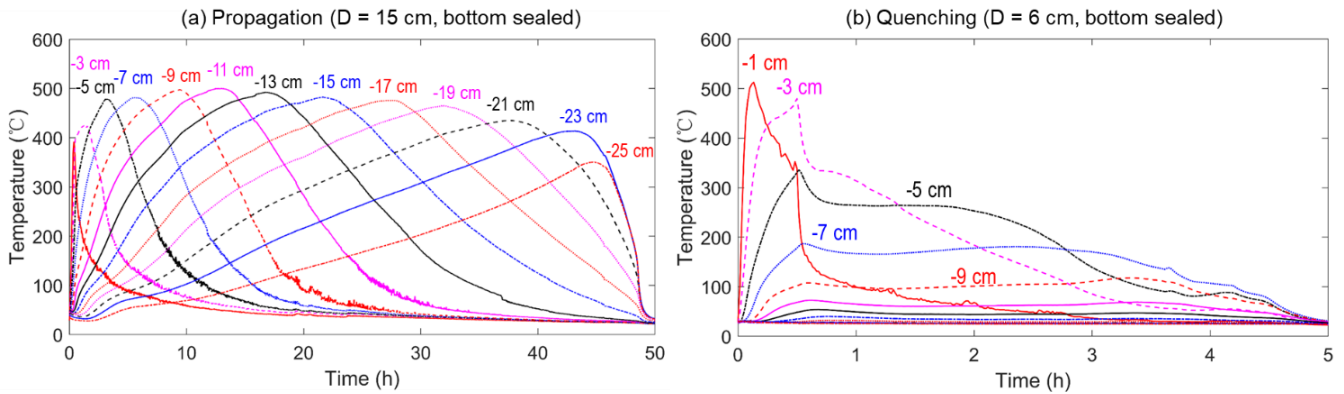 (a) Propagation (D = 15 cm, bottom sealed)
600
500
400
300
200
100
0
Temperature (℃)
-3 cm
-5 cm
-7 cm
-9 cm
-11 cm
-13 cm
-15 cm
-17 cm
-19 cm
-21 cm
-23 cm
-25 cm
0 10 20 30 40 50
Time (h)
(b) Quenching (D = 6 cm, bottom sealed)
600
500
400
300
200
100
0
Temperature (℃)
-1 cm
-3 cm
-5 cm
-7 cm
-9 cm
0 1 2 3 4 5
Time (h)